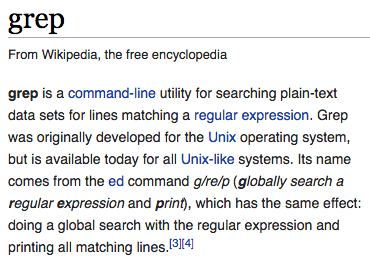 grep
From Wikipedia, the free encyclopedia
grep is a command-line utility for searching plain-text
data sets for lines matching a regular expression. Grep
was originally developed for the Unix operating system,
but is available today for all Unix-like systems. Its name
comes from the ed command g/re/p (globally search a
regular expression and print), which has the same effect:
doing a global search with the regular expression and
printing all matching lines.[3][4]